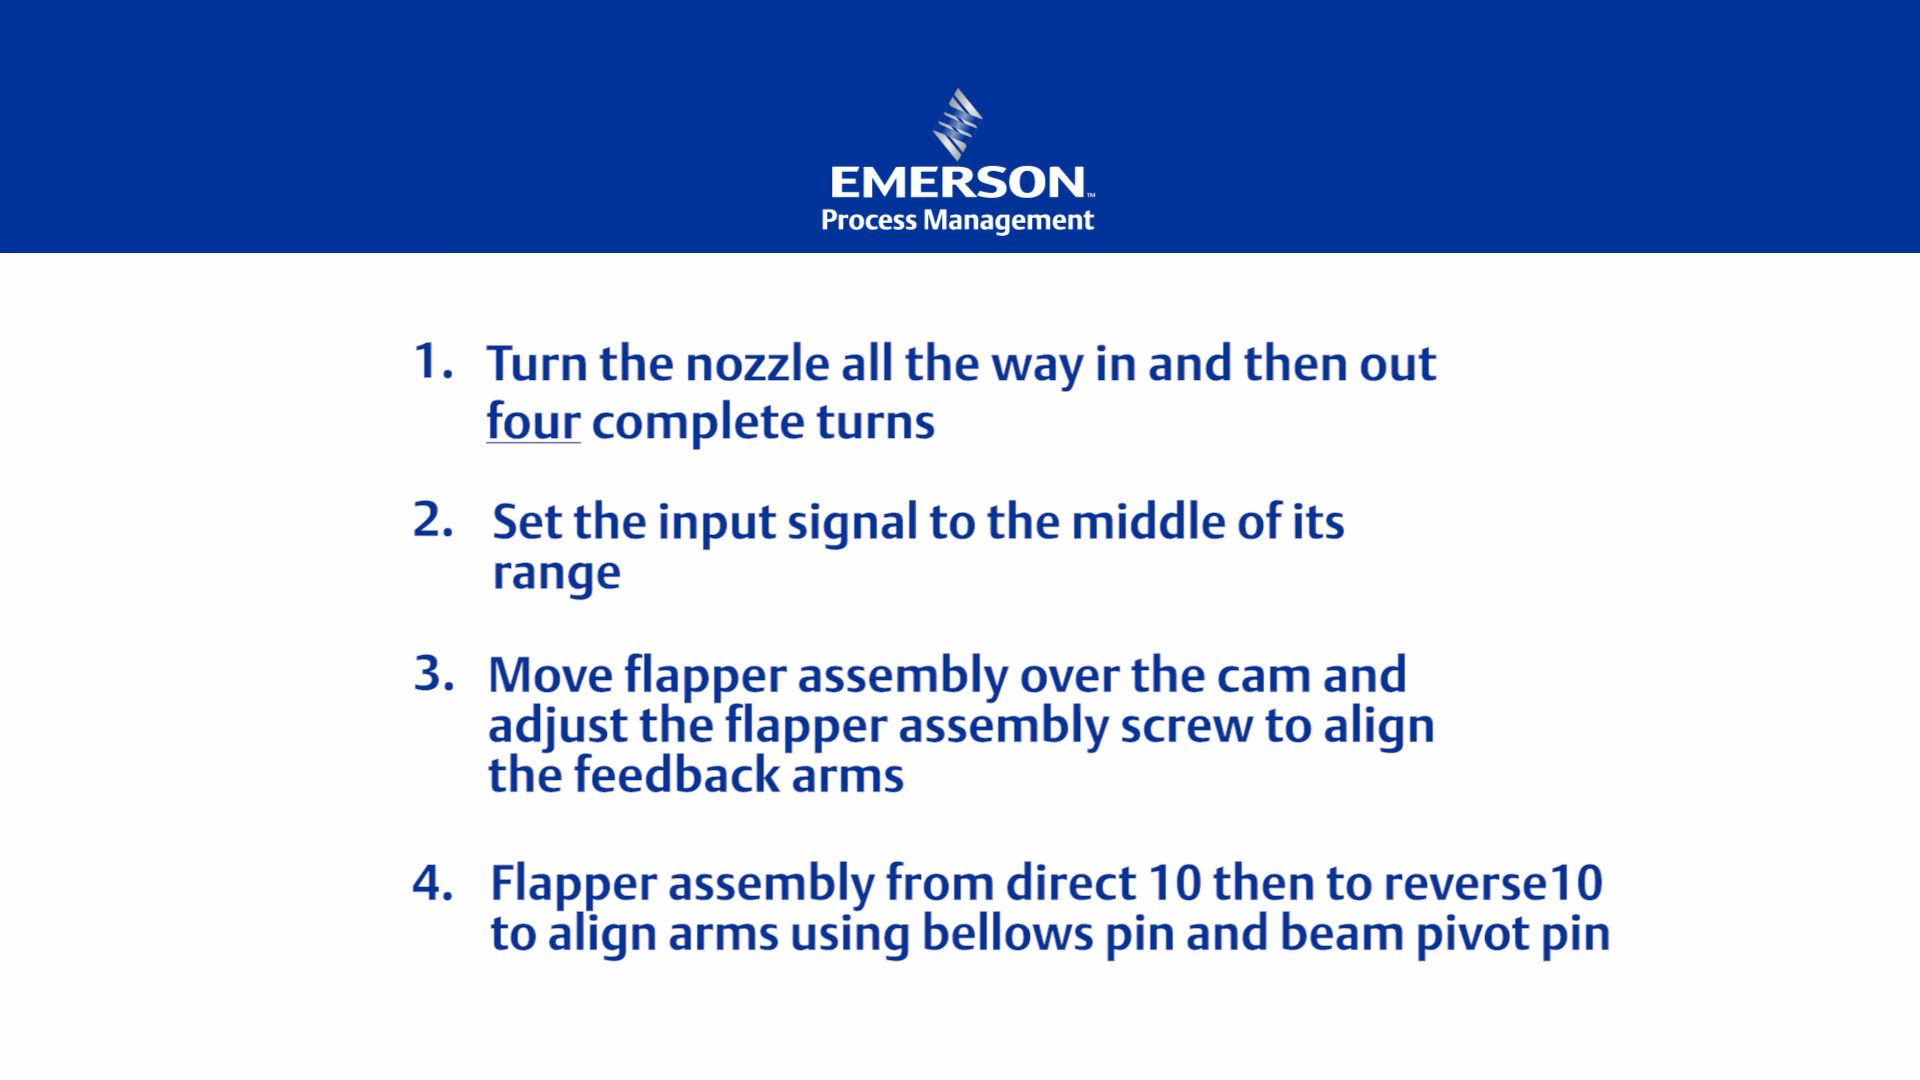 EMERSON™
Process Management
1. Turn the nozzle all the way in and then out
four complete turns
2. Set the input signal to the middle of its
range
3. Move flapper assembly over the cam and
adjust the flapper assembly screw to align
the feedback arms
4. Flapper assembly from direct 10 then to reverse10
to align arms using bellows pin and beam pivot pin